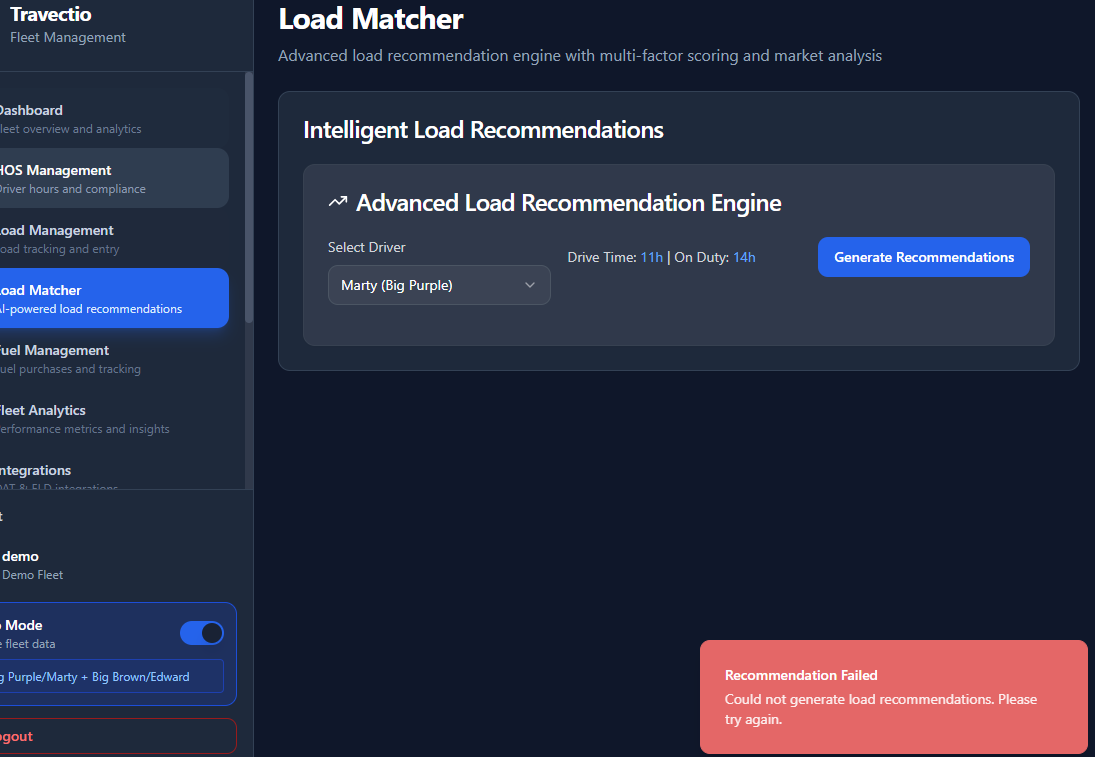 Travectio
Fleet Management
Dashboard
leet overview and analytics
HOS Management
Driver hours and compliance
Load Management
oad tracking and entry
Load Matcher
AI-powered load recommendations
Fuel Management
uel purchases and tracking
Fleet Analytics
erformance metrics and insights
ntegrations
DAT & ELD integrations
t
demo
Demo Fleet
Mode
e fleet data
g Purple/Marty + Big Brown/Edward
ogout
Load Matcher
Advanced load recommendation engine with multi-factor scoring and market analysis
Intelligent Load Recommendations
Advanced Load Recommendation Engine
Select Driver
Marty (Big Purple)
Drive Time: 11h | On Duty: 14h
Generate Recommendations
Recommendation Failed
Could not generate load recommendations. Please
try again.